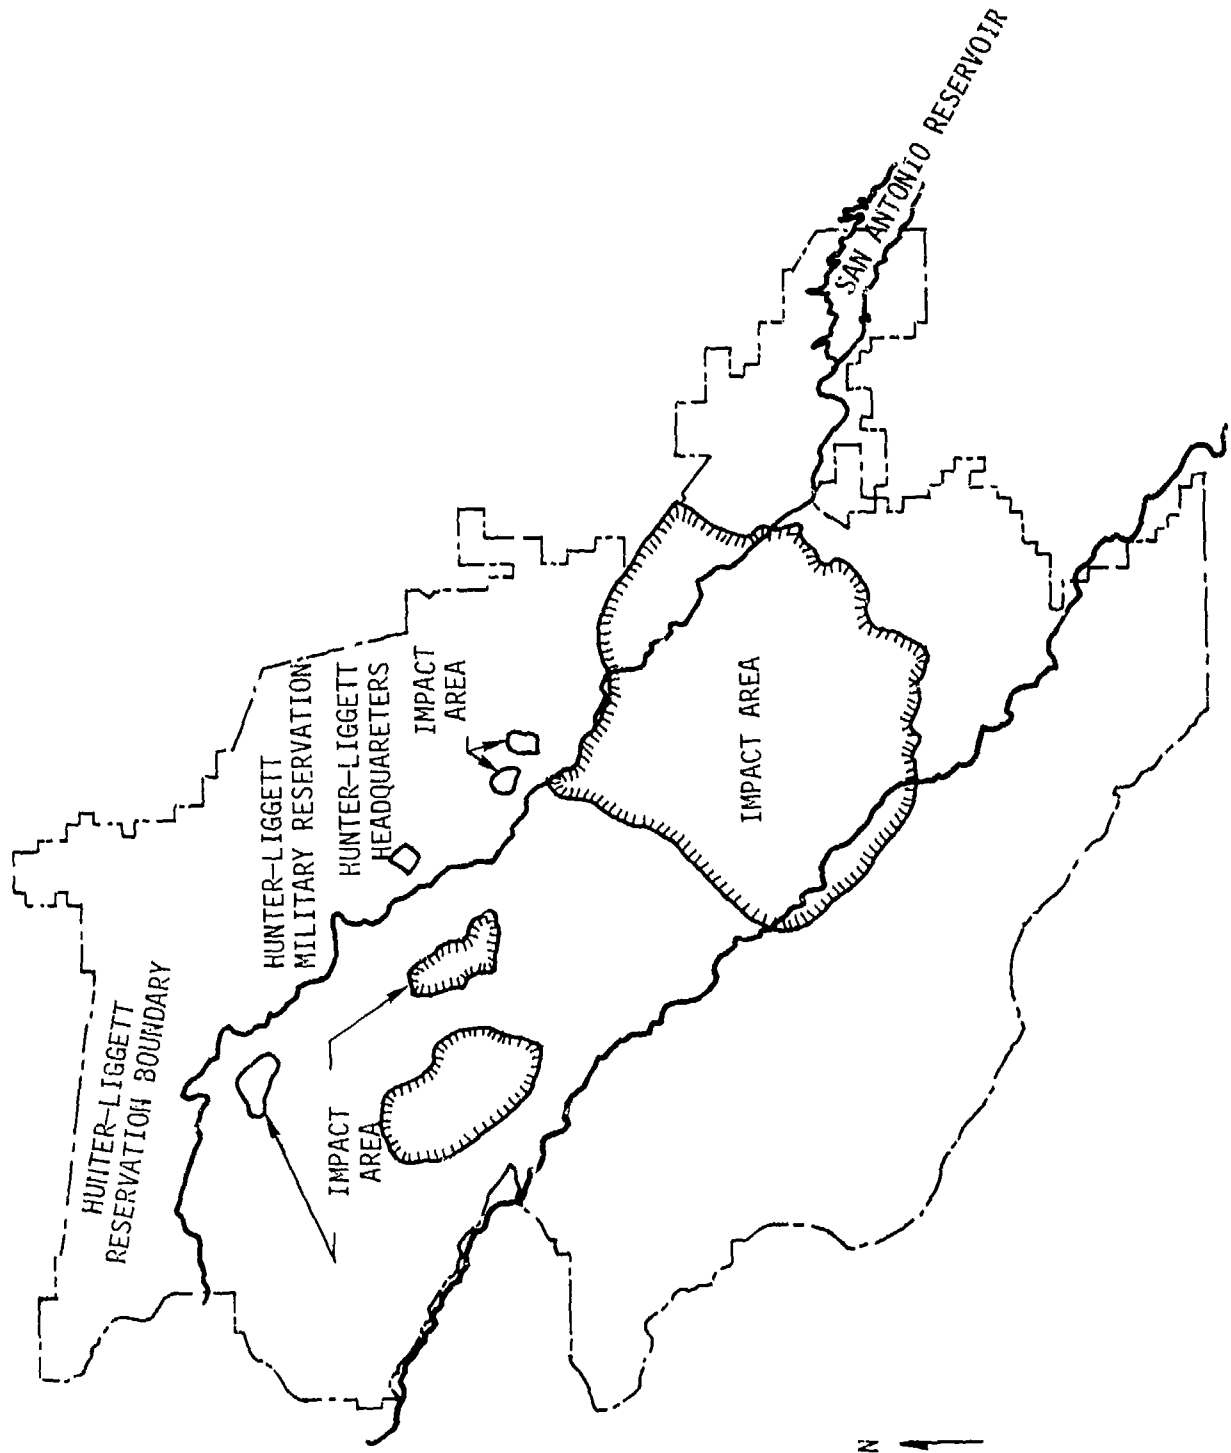 HUNTER-LIGGETT
RESERVATION BOUNDARY
HUNTER-LIGGETT
MILITARY RESERVATION
HUNTER-LIGGETT
HEADQUARETERS
IMPACT
AREA
IMPACT
AREA
IMPACT AREA
SAN ANTONIO RESERVOIR
N